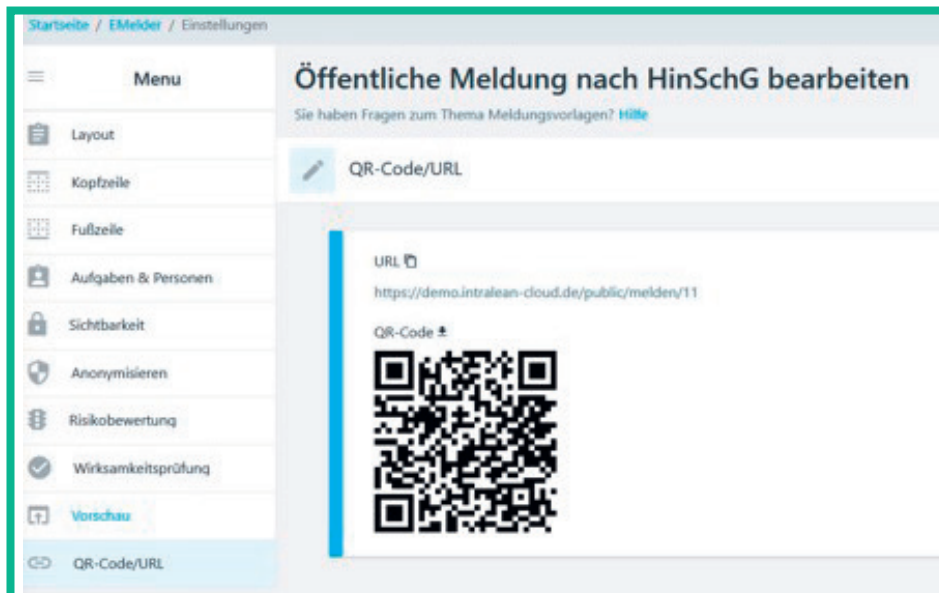 Startseite / EMelder / Einstellungen
Menu
Layout
Kopfzeile
Fußzeile
Aufgaben & Personen
Sichtbarkeit
Anonymisieren
Risikobewertung
Wirksamkeitsprüfung
Vorschau
QR-Code/URL
Öffentliche Meldung nach HinSchG bearbeiten
Sie haben Fragen zum Thema Meldungsvorlagen? Hilfe
QR-Code/URL
URL
https://demo.intralean-cloud.de/public/melden/11
QR-Code